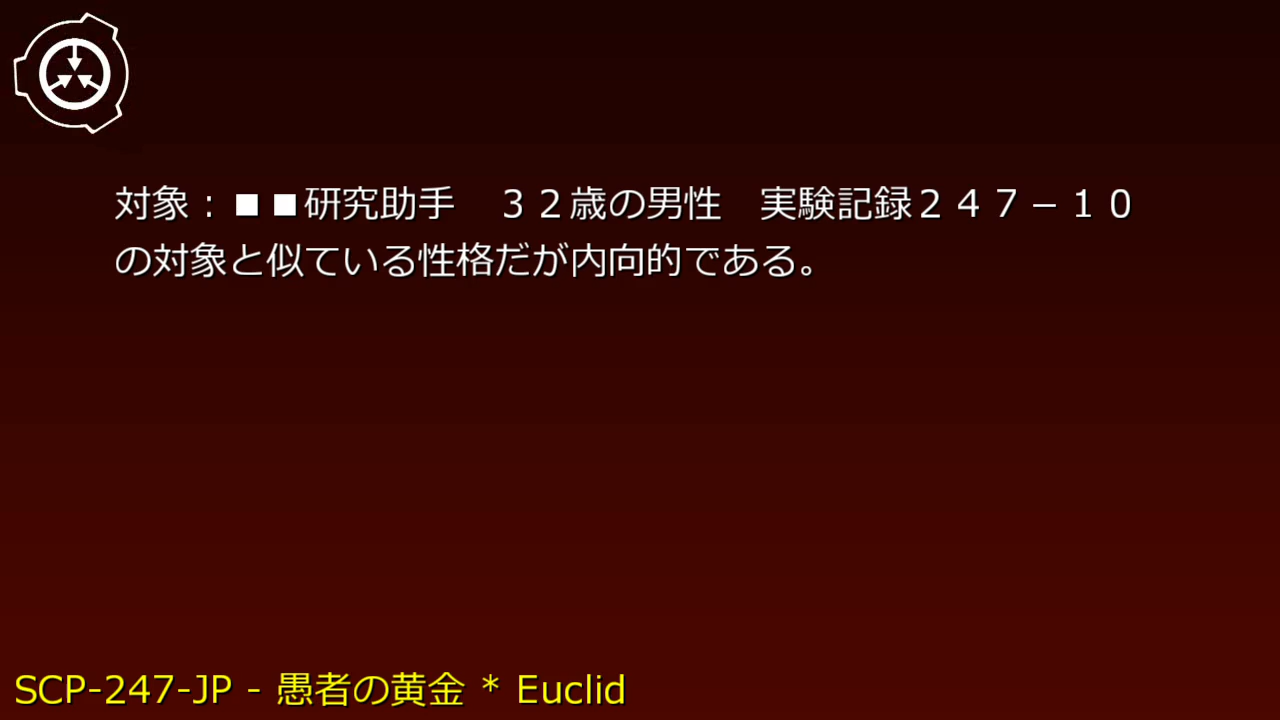 対象：■■研究助手　３２歳の男性　実験記録２４７－１０
の対象と似ている性格だが内向的である。
SCP-247-JP - 愚者の黄金 * Euclid